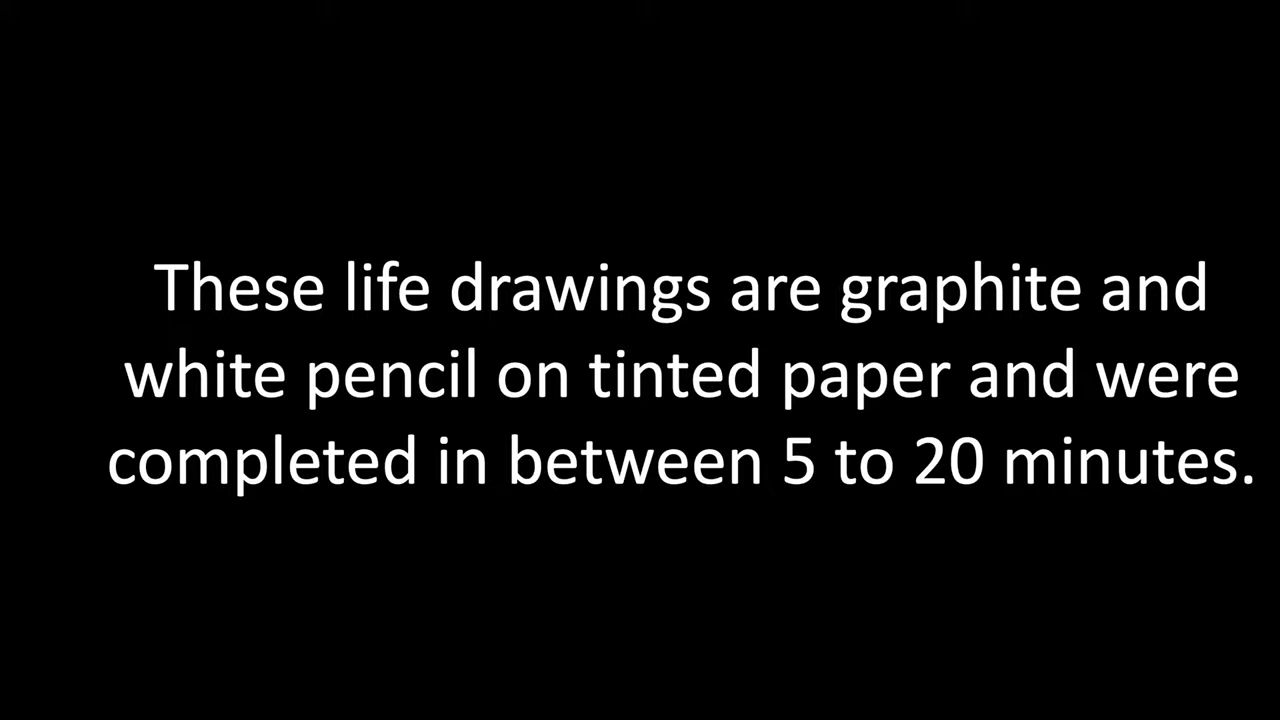 These life drawings are graphite and
white pencil on tinted paper and were
completed in between 5 to 20 minutes.